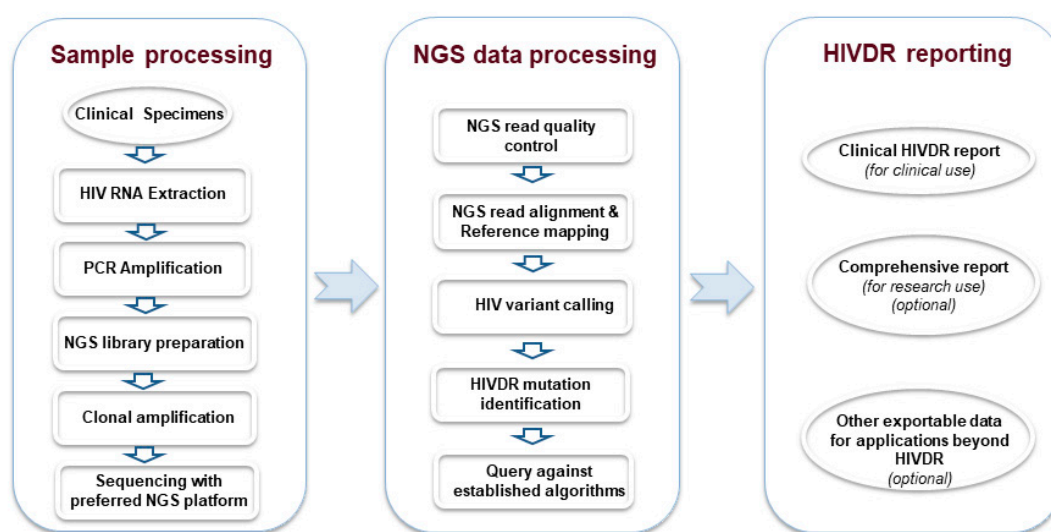 Sample processing
Clinical Specimens
HIV RNA Extraction
PCR Amplification
NGS library preparation
Clonal amplification
Sequencing with
preferred NGS platform
NGS data processing
NGS read quality
control
NGS read alignment &
Reference mapping
HIV variant calling
HIVDR mutation
identification
Query against
established algorithms
HIVDR reporting
Clinical HIVDR report
(for clinical use)
Comprehensive report
(for research use)
(optional)
Other exportable data
for applications beyond
HIVDR
(optional)